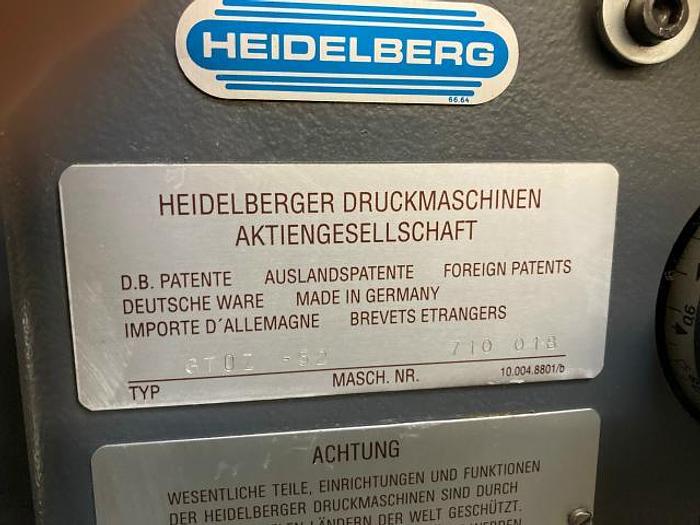 HEIDELBERG
66.64
HEIDELBERGER DRUCKMASCHINEN
AKTIENGESELLSCHAFT
D.B. PATENTE AUSLANDSPATENTE FOREIGN PATENTS
DEUTSCHE WARE MADE IN GERMANY
IMPORTE D´ALLEMAGNE BREVETS ETRANGERS
GTOZ -52 710 018
TYP MASCH. NR. 10.004.8801/b
ACHTUNG
WESENTLICHE TEILE, EINRICHTUNGEN UND FUNKTIONEN
DER HEIDELBERGER DRUCKMASCHINEN SIND DURCH
LÄNDERN DER WELT GESCHÜTZT.